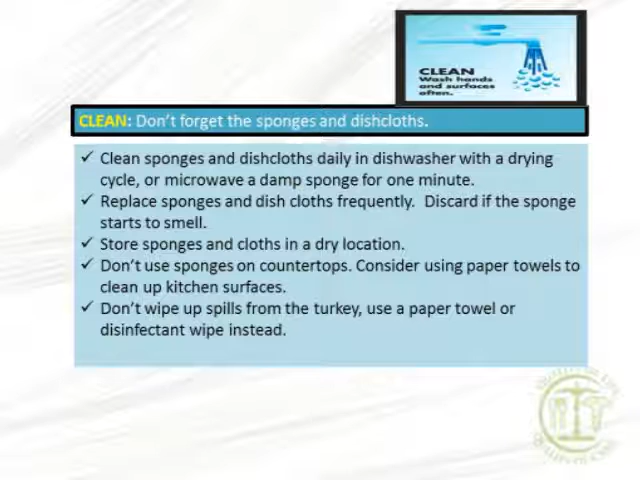 CLEAN
Wash hands
and surfaces
often.
CLEAN: Don't forget the sponges and dishcloths.
✓ Clean sponges and dishcloths daily in dishwasher with a drying
cycle, or microwave a damp sponge for one minute.
✓ Replace sponges and dish cloths frequently.  Discard if the sponge
starts to smell.
✓ Store sponges and cloths in a dry location.
✓ Don't use sponges on countertops. Consider using paper towels to
clean up kitchen surfaces.
✓ Don't wipe up spills from the turkey, use a paper towel or
disinfectant wipe instead.